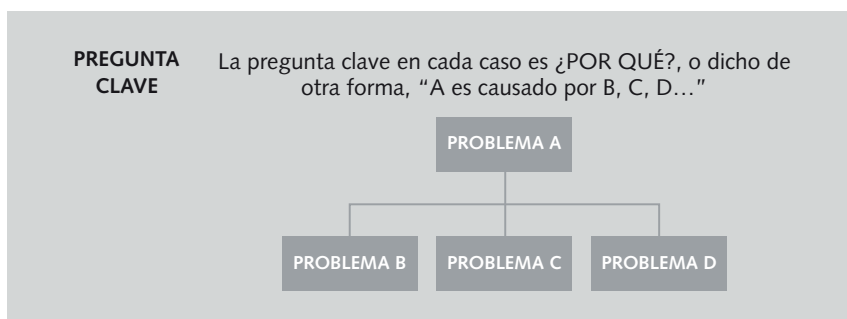 PREGUNTA
CLAVE
La pregunta clave en cada caso es ¿POR QUÉ?, o dicho de
otra forma, “A es causado por B, C, D…”
PROBLEMA A
PROBLEMA B
PROBLEMA C
PROBLEMA D